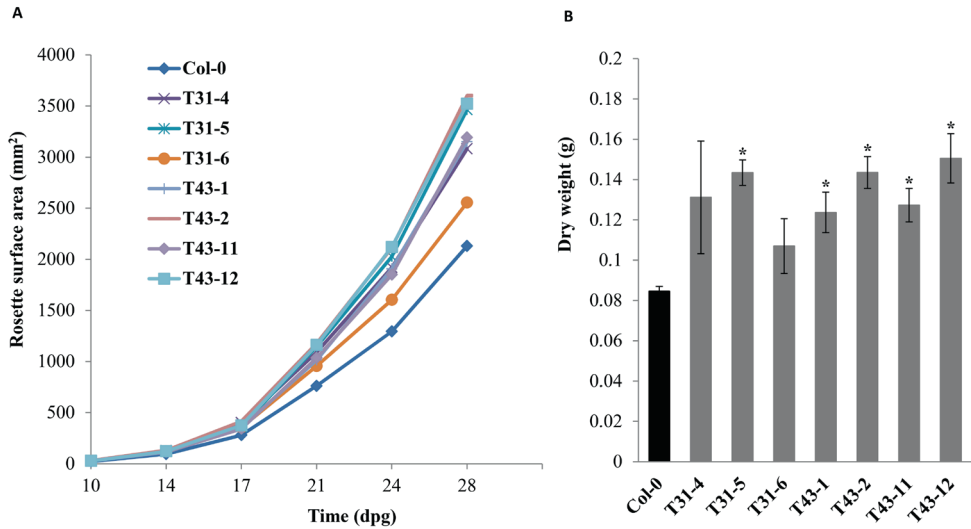 A
4000
3500
3000
2500
2000
1500
1000
500
0
Rosette surface area (mm²)
Col-0
T31-4
T31-5
T31-6
T43-1
T43-2
T43-11
T43-12
10 14 17 21 24 28
Time (dpg)
B
0.2
0.18
0.16
0.14
0.12
0.1
0.08
0.06
0.04
0.02
0
Dry weight (g)
* * * * *
Col-0 T31-4 T31-5 T31-6 T43-1 T43-2 T43-11 T43-12